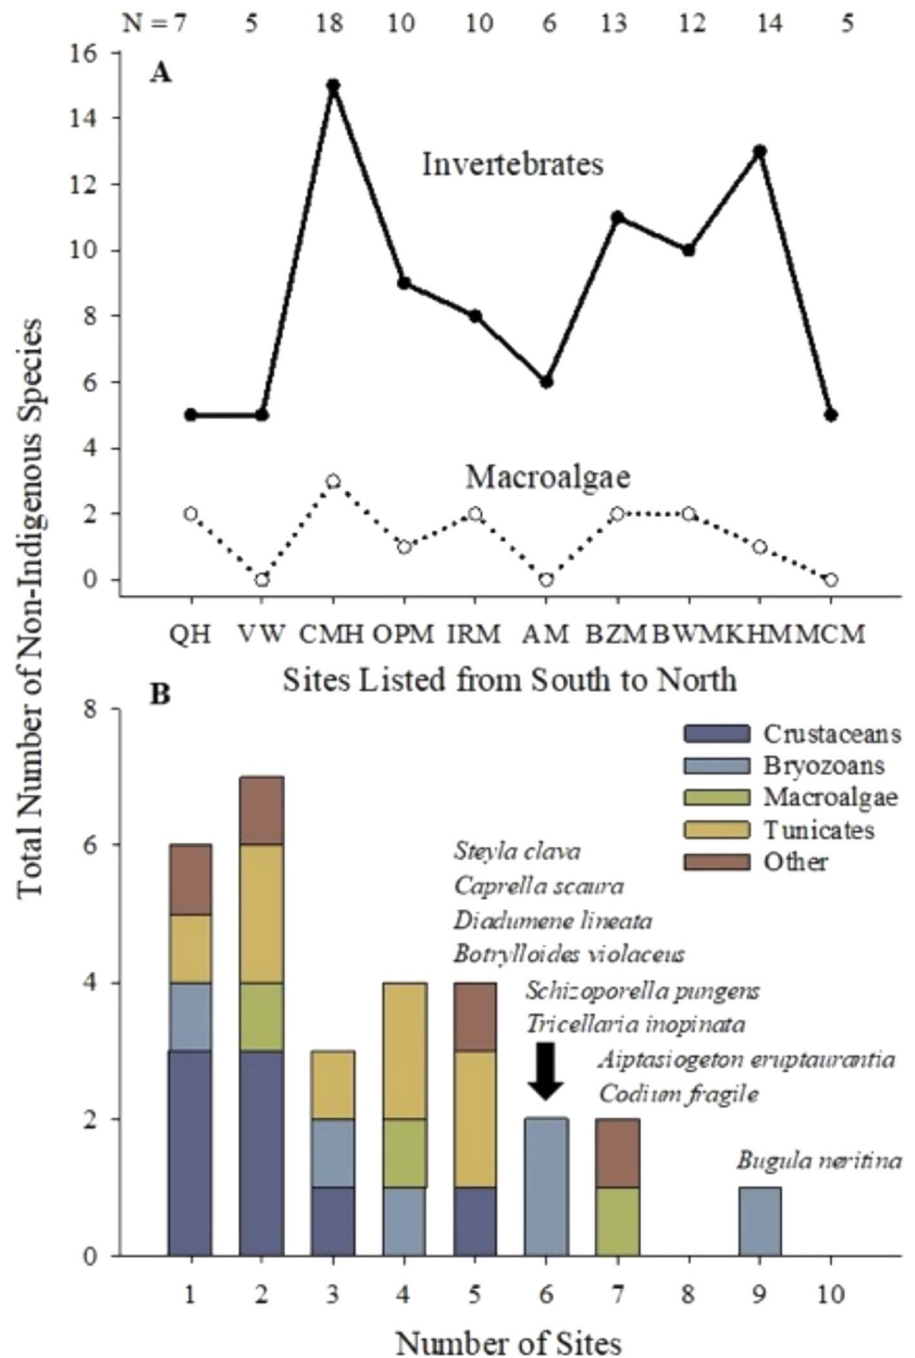 N = 7 5 18 10 10 6 13 12 14 5
A
16
14
12
10
8
6
4
2
0
Invertebrates
Macroalgae
QH VW CMH OPM IRM AM BZM BWM KHM MCM
Sites Listed from South to North
Total Number of Non-Indigenous Species
B
8
6
4
2
0
Crustaceans
Bryozoans
Macroalgae
Tunicates
Other
Steyla clava
Caprella scaura
Diadumene lineata
Botrylloides violaceus
Schizoporella pungens
Tricellaria inopinata
Aiptasiogeton eruptaurantia
Codium fragile
Bugula neritina
1 2 3 4 5 6 7 8 9 10
Number of Sites